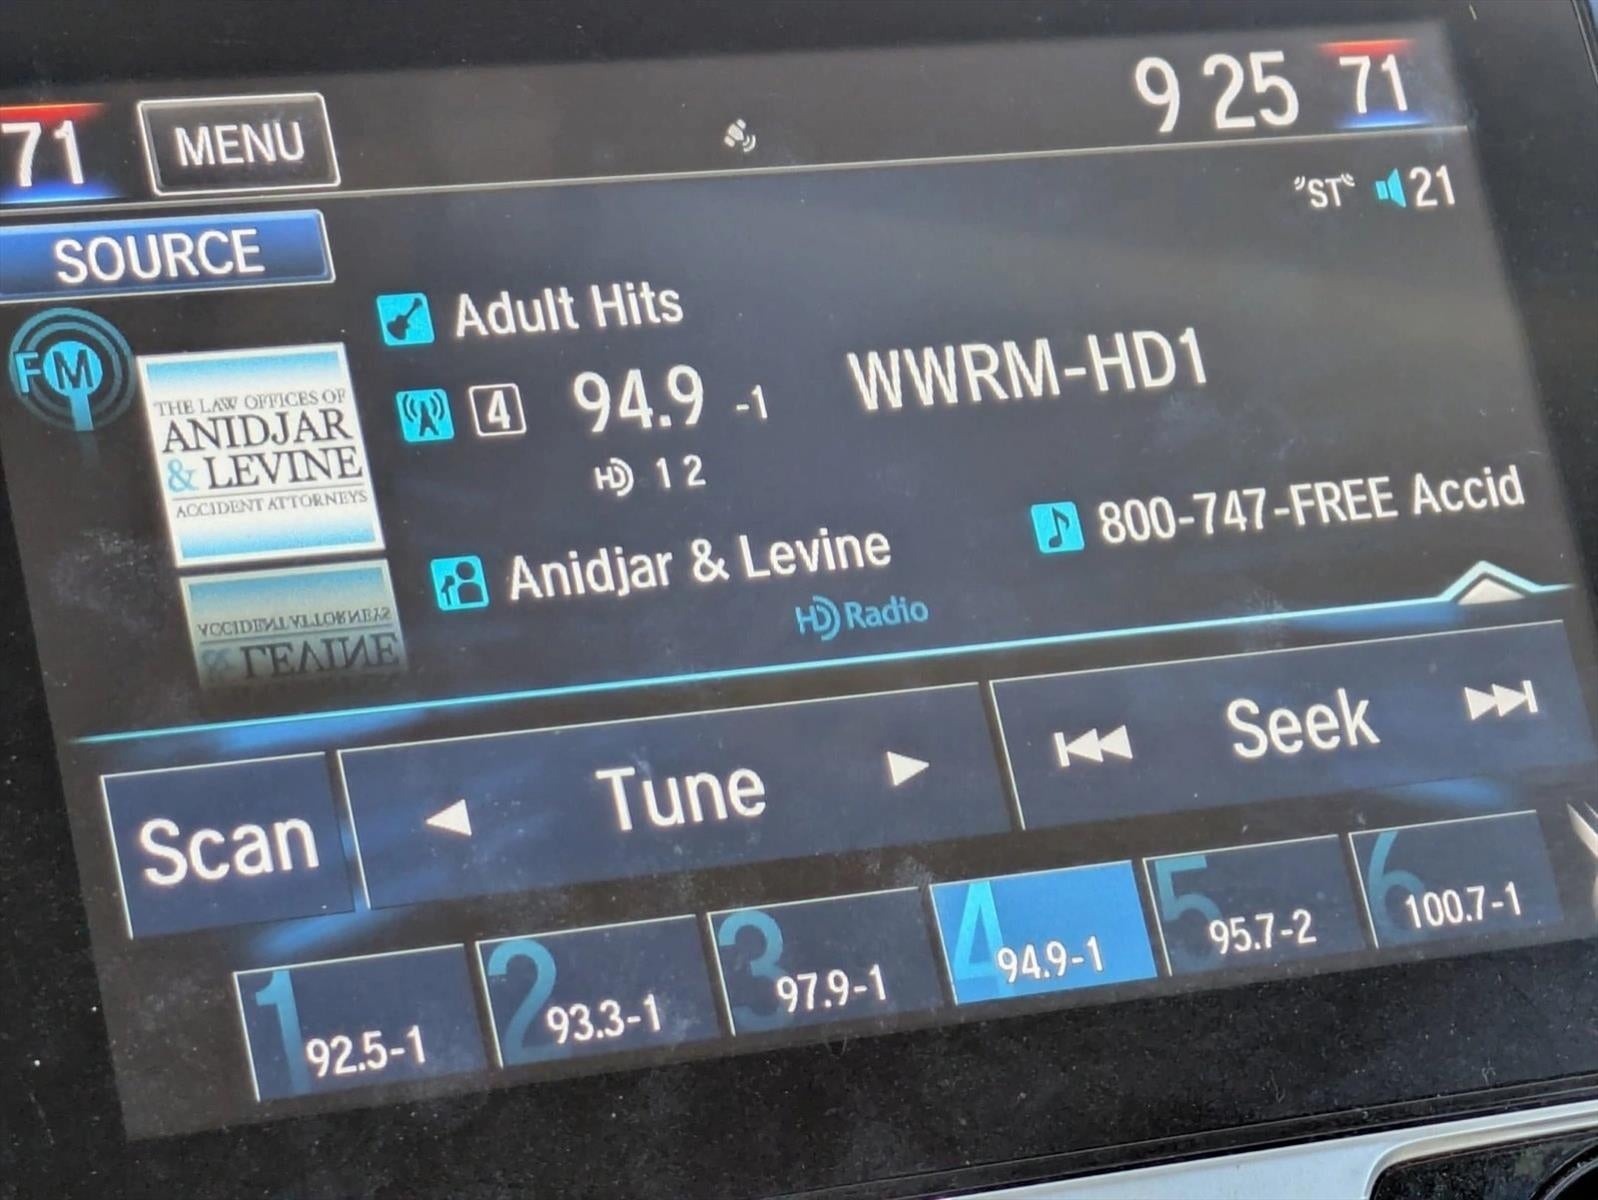 71 MENU 9 25 71
"ST" 21
SOURCE
FM
THE LAW OFFICES OF
ANIDJAR
& LEVINE
ACCIDENT ATTORNEYS
Adult Hits
4 94.9 -1 WWRM-HD1
HD 1 2
Anidjar & Levine 800-747-FREE Accid
HD Radio
ACCIDENT ATTORNEYS
& LEVINE
Scan Tune Seek
1 92.5-1
2 93.3-1
3 97.9-1
4 94.9-1
5 95.7-2
6 100.7-1